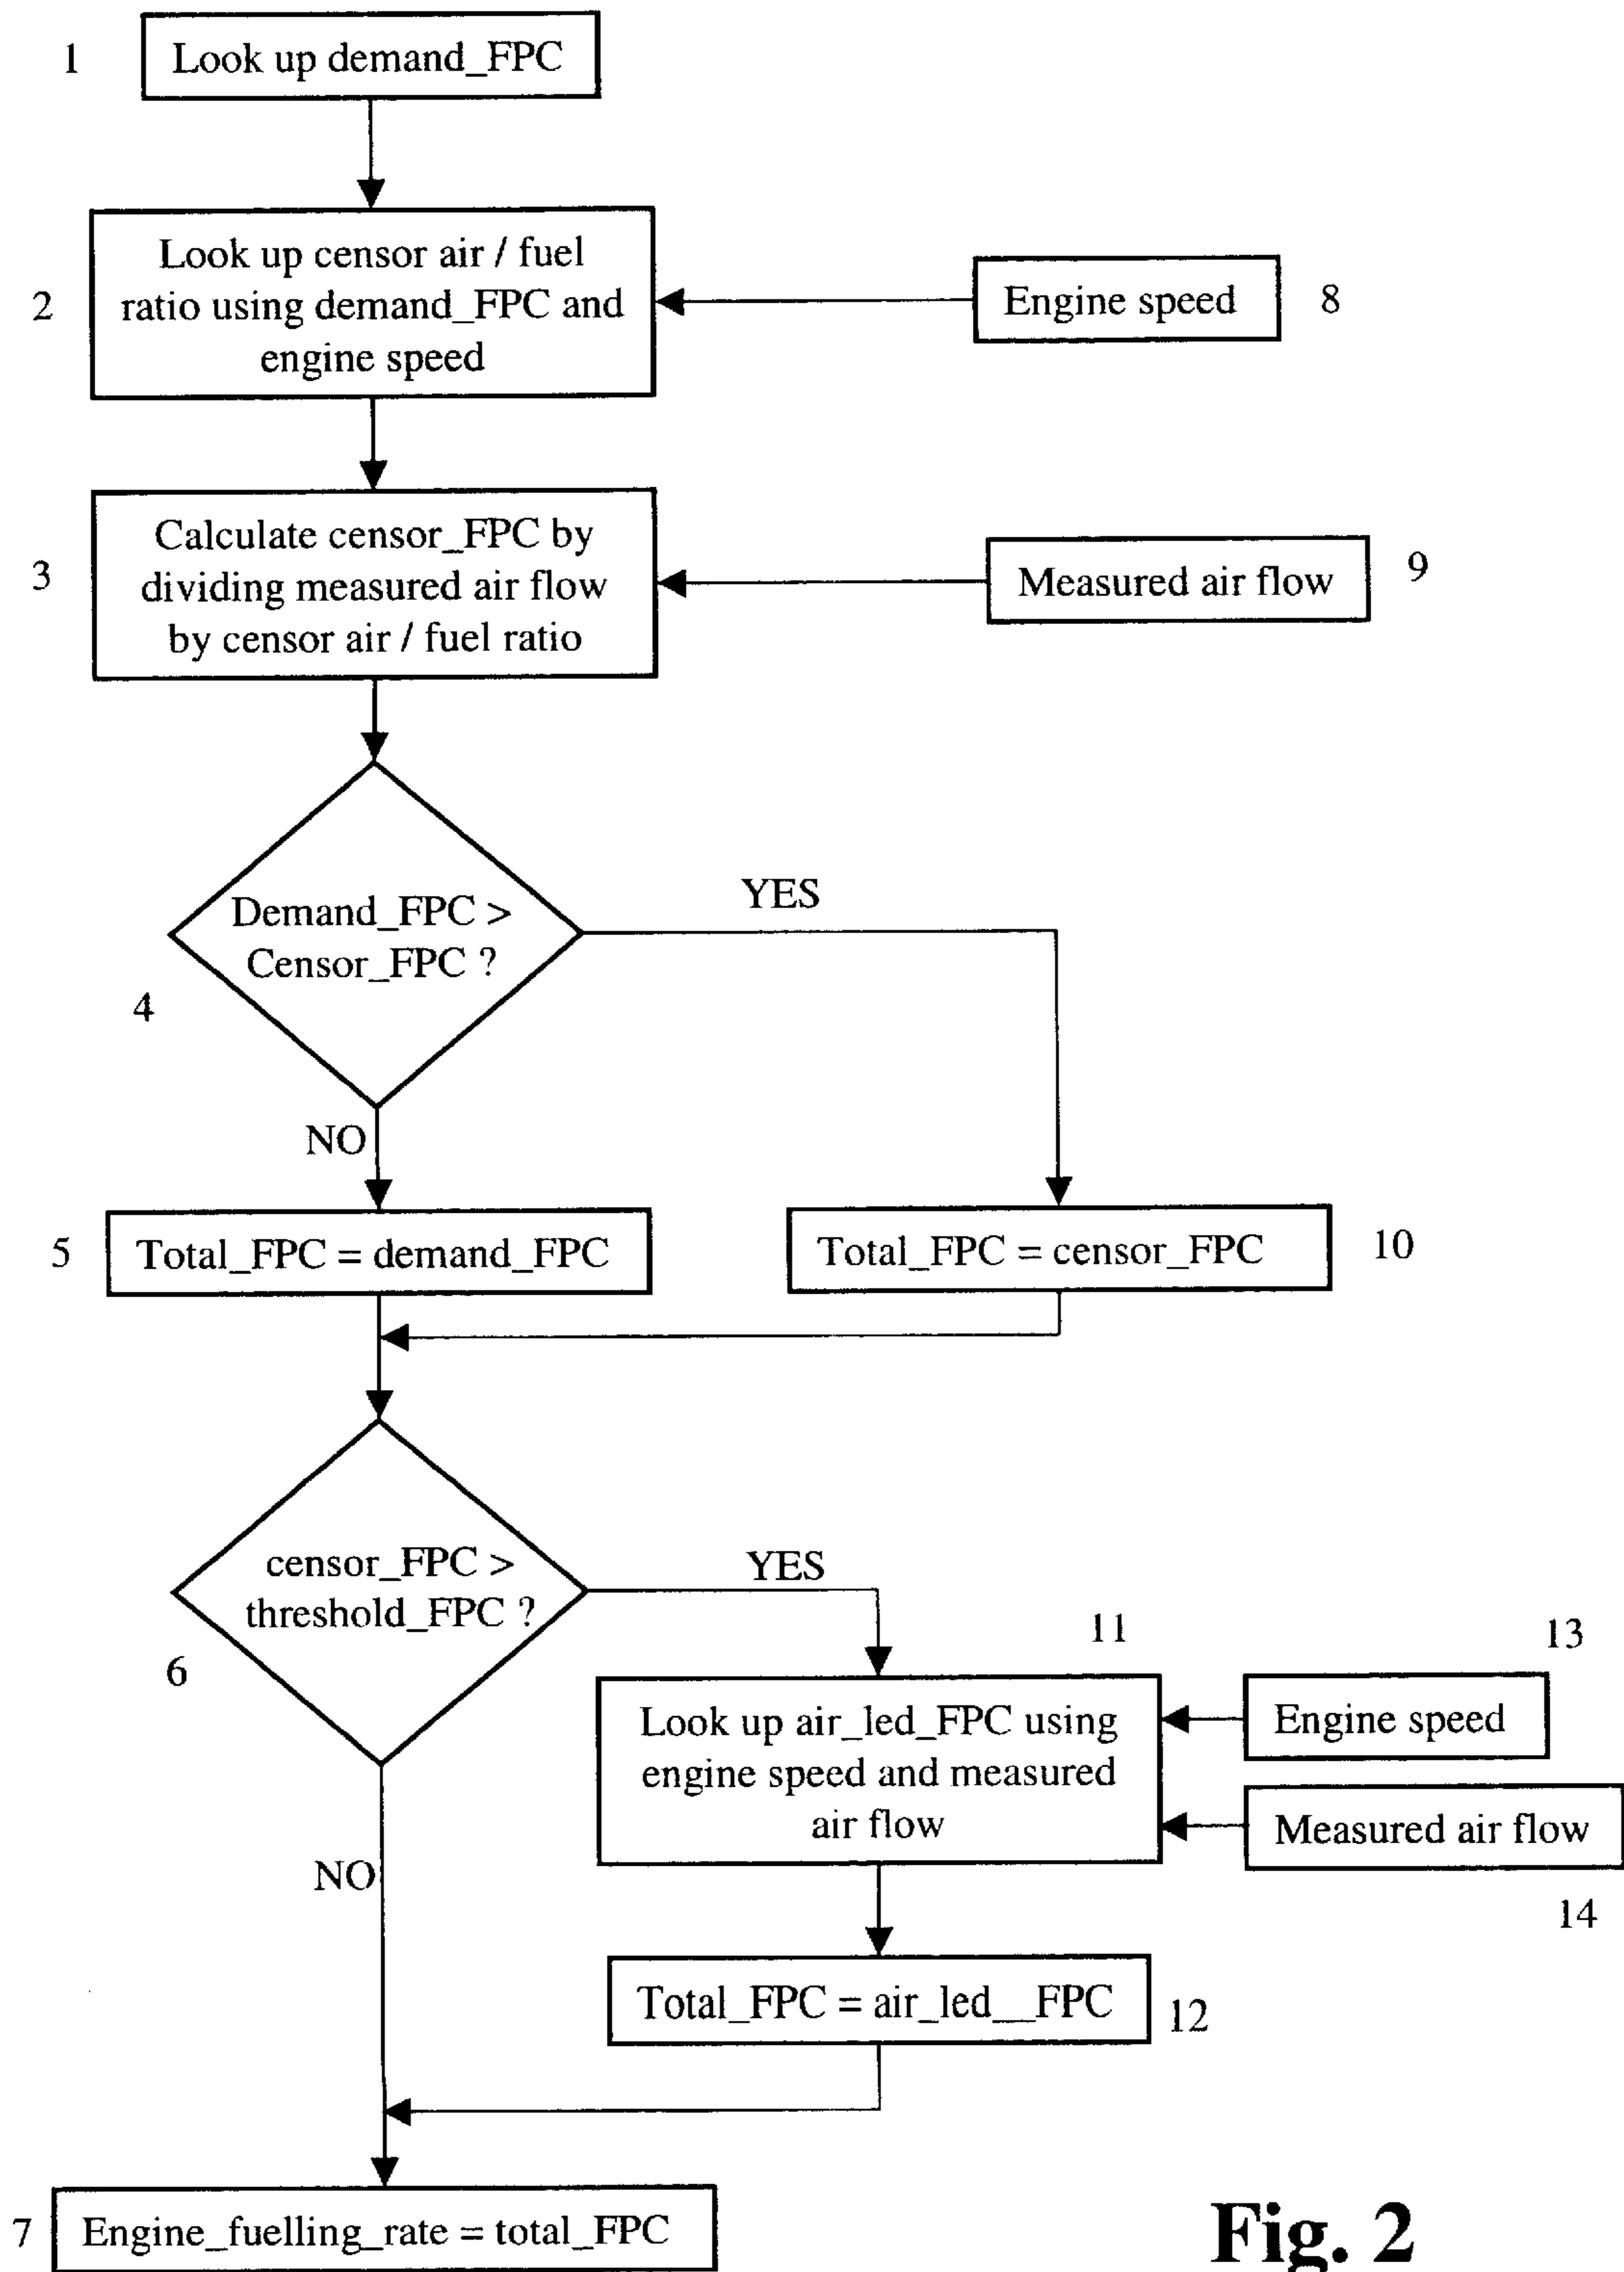 1
Look up demand_FPC
2
Look up censor air / fuel
ratio using demand_FPC and
engine speed
Engine speed
8
3
Calculate censor_FPC by
dividing measured air flow
by censor air / fuel ratio
Measured air flow
9
Demand_FPC >
Censor_FPC ?
4
YES
NO
5
Total_FPC = demand_FPC
Total_FPC = censor_FPC
10
censor_FPC >
threshold_FPC ?
6
YES
11
Look up air_led_FPC using
engine speed and measured
air flow
13
Engine speed
Measured air flow
14
NO
Total_FPC = air_led__FPC
12
7
Engine_fuelling_rate = total_FPC
Fig. 2